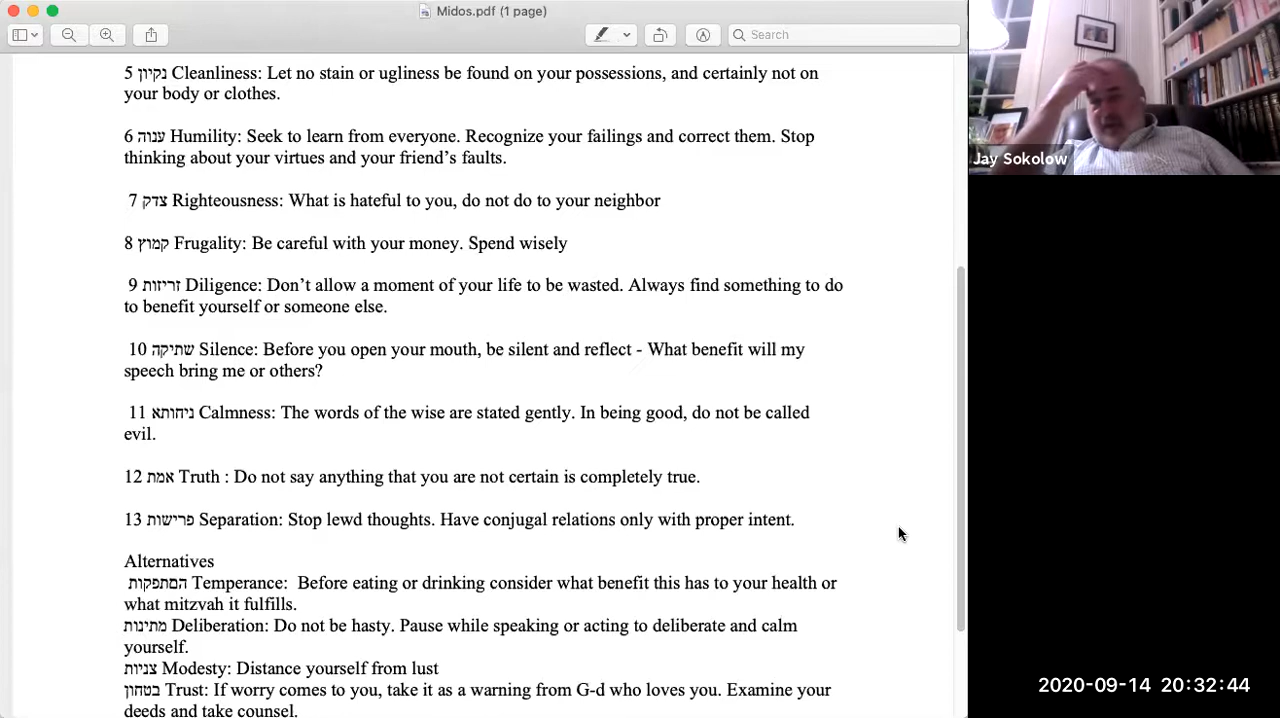 Midos.pdf (1 page)
Search
5 נקיון Cleanliness: Let no stain or ugliness be found on your possessions, and certainly not on
your body or clothes.
6 ענוה Humility: Seek to learn from everyone. Recognize your failings and correct them. Stop
thinking about your virtues and your friend’s faults.
7 צדק Righteousness: What is hateful to you, do not do to your neighbor
8 קמוץ Frugality: Be careful with your money. Spend wisely
9 זריזות Diligence: Don’t allow a moment of your life to be wasted. Always find something to do
to benefit yourself or someone else.
10 שתיקה Silence: Before you open your mouth, be silent and reflect - What benefit will my
speech bring me or others?
11 ניחותא Calmness: The words of the wise are stated gently. In being good, do not be called
evil.
12 אמת Truth : Do not say anything that you are not certain is completely true.
13 פרישות Separation: Stop lewd thoughts. Have conjugal relations only with proper intent.
Alternatives
הסתפקות Temperance: Before eating or drinking consider what benefit this has to your health or
what mitzvah it fulfills.
מתינות Deliberation: Do not be hasty. Pause while speaking or acting to deliberate and calm
yourself.
צניות Modesty: Distance yourself from lust
בטחון Trust: If worry comes to you, take it as a warning from G-d who loves you. Examine your
deeds and take counsel.
Jay Sokolow
2020-09-14 20:32:44